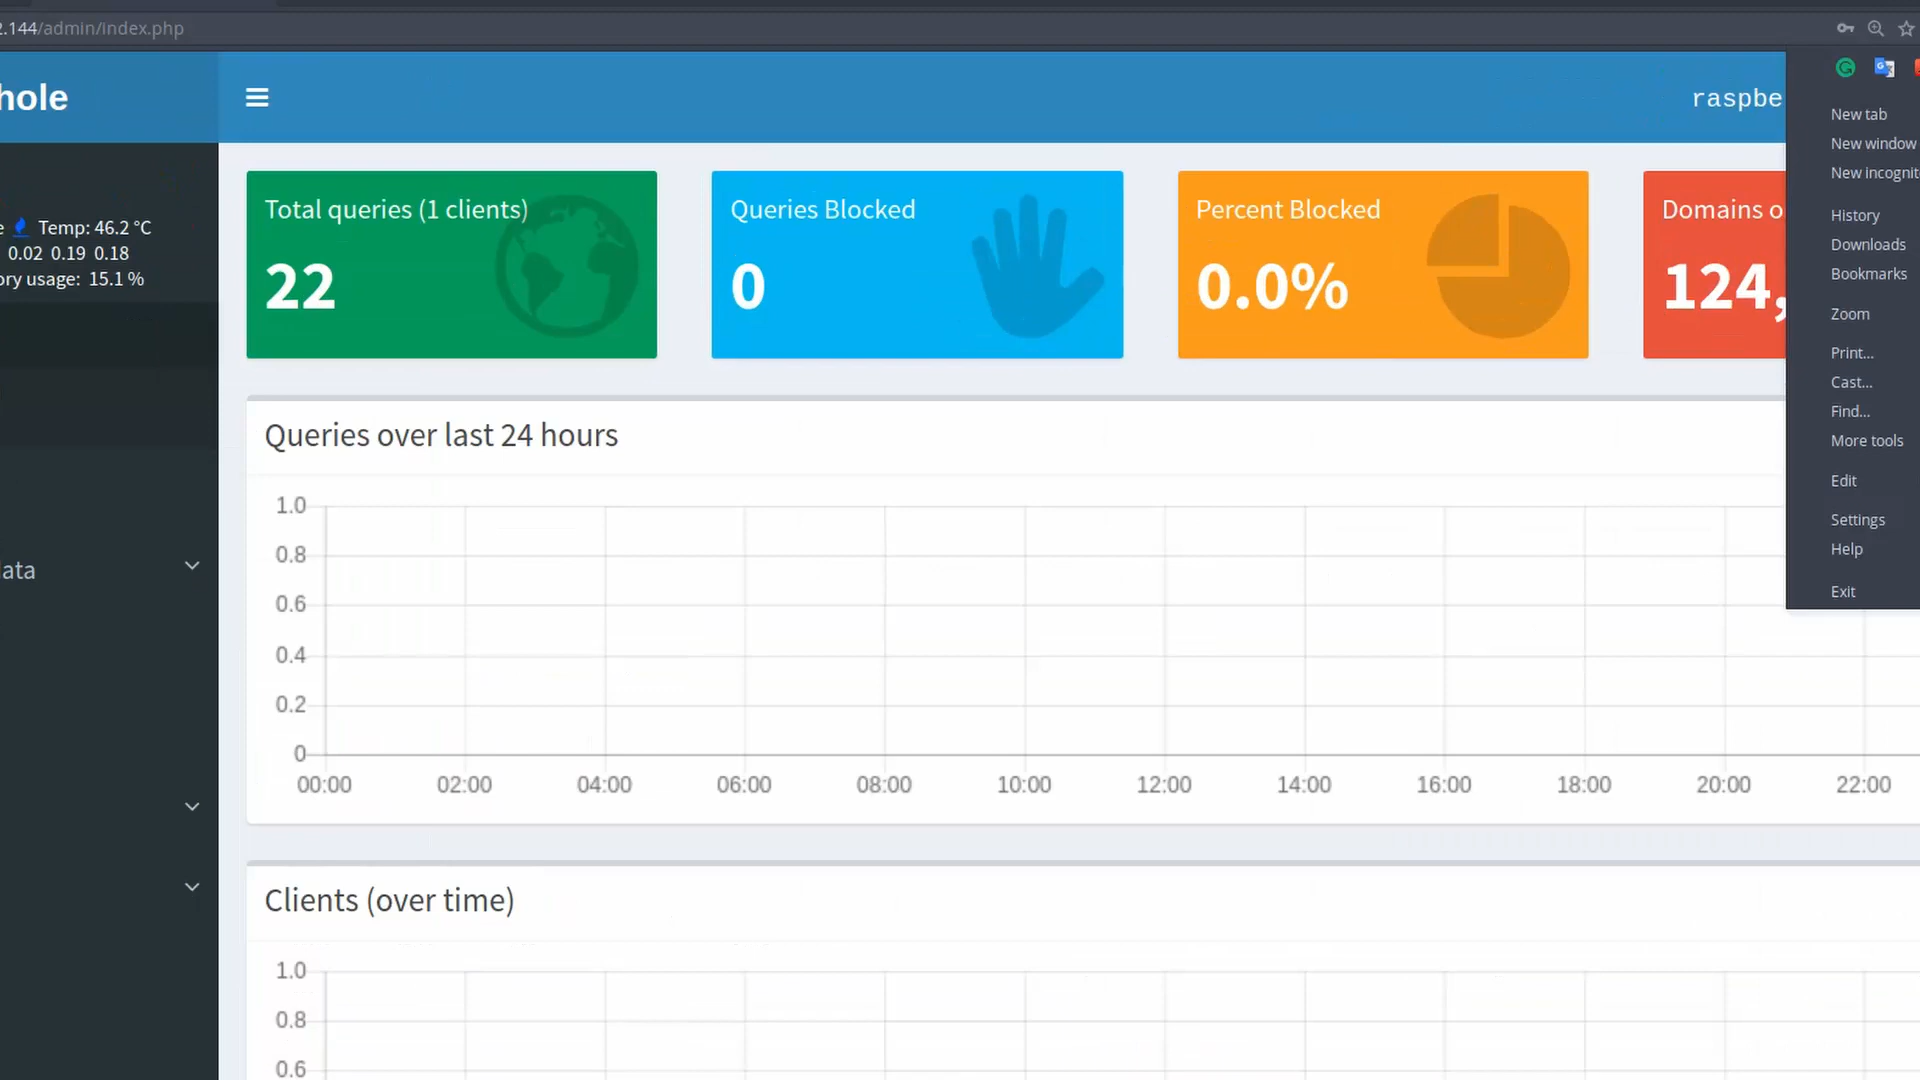 2.144/admin/index.php
hole
raspbe
Temp: 46.2 °C
0.02 0.19 0.18
ory usage: 15.1 %
Total queries (1 clients)
22
Queries Blocked
0
Percent Blocked
0.0%
Domains o
124,
New tab
New window
New incognit
History
Downloads
Bookmarks
Zoom
Print...
Cast...
Find...
More tools
Edit
Settings
Help
Exit
Queries over last 24 hours
1.0
0.8
0.6
0.4
0.2
0
00:00 02:00 04:00 06:00 08:00 10:00 12:00 14:00 16:00 18:00 20:00 22:00
ata
Clients (over time)
1.0
0.8
0.6